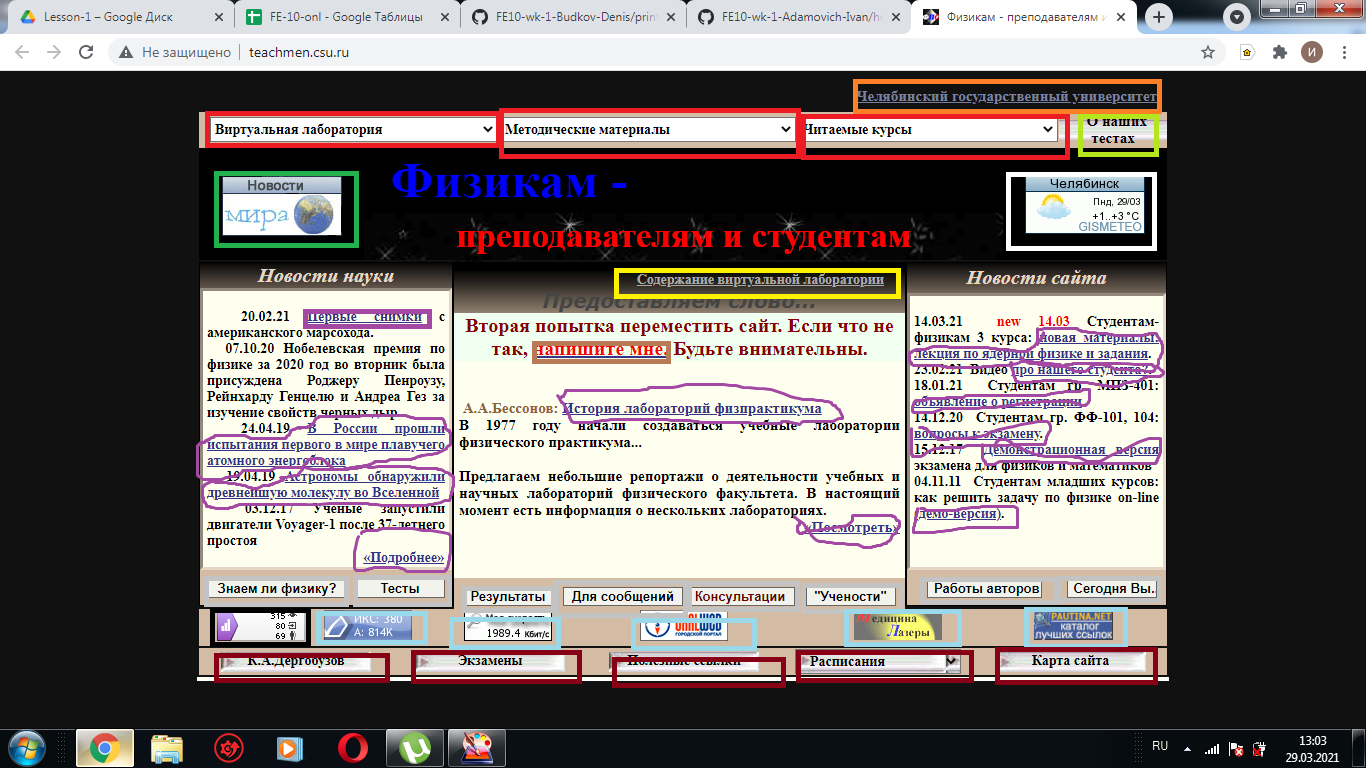 Lesson-1 – Google Диск
FE-10-onl - Google Таблицы
FE10-wk-1-Budkov-Denis/print
FE10-wk-1-Adamovich-Ivan/h
Физикам - преподавателям и
Не защищено
teachmen.csu.ru
И
Челябинский государственный университет
Виртуальная лаборатория
Методические материалы
Читаемые курсы
О наших
тестах
Новости
мира
Физикам -
преподавателям и студентам
Челябинск
Пнд, 29/03
+1..+3 °C
GISMETEO
Новости науки
20.02.21 Первые снимки с
американского марсохода.
07.10.20 Нобелевская премия по
физике за 2020 год во вторник была
присуждена Роджеру Пенроузу,
Рейнхарду Генцелю и Андреа Гез за
изучение свойств черных дыр
24.04.19 В России прошли
испытания первого в мире плавучего
атомного энергоблока
19.04.19 Астрономы обнаружили
древнейшую молекулу во Вселенной
03.12.17 Ученые запустили
двигатели Voyager-1 после 37-летнего
простоя
«Подробнее»
Содержание виртуальной лаборатории
Предоставляем слово...
Вторая попытка переместить сайт. Если что не
так, напишите мне. Будьте внимательны.
А.А.Бессонов: История лабораторий физпрактикума
В 1977 году начали создаваться учебные лаборатории
физического практикума...
Предлагаем небольшие репортажи о деятельности учебных и
научных лабораторий физического факультета. В настоящий
момент есть информация о нескольких лабораториях.
«Посмотреть»
Новости сайта
14.03.21 new 14.03 Студентам-
физикам 3 курса: новая материалы:
лекция по ядерной физике и задания.
23.02.21 Видео про нашего студента?.
18.01.21 Студентам гр. МПЗ-401:
объявление о регистрации
14.12.20 Студентам гр. ФФ-101, 104:
вопросы к экзамену.
15.12.17 Демонстрационная версия
экзамена для физиков и математиков
04.11.11 Студентам младших курсов:
как решить задачу по физике on-line
(демо-версия).
Знаем ли физику?
Тесты
Результаты
Для сообщений
Консультации
"Учености"
Работы авторов
Сегодня Вы..
315
80
69
ИКС: 380
А: 814K
1989.4 Кбит/с
ГОРОДСКОЙ ПОРТАЛ
Медицина
Лазеры
PAUTINA.NET
каталог
лучших ссылок
К.А.Дергобузов
Экзамены
Полезные ссылки
Расписания
Карта сайта
RU
13:03
29.03.2021